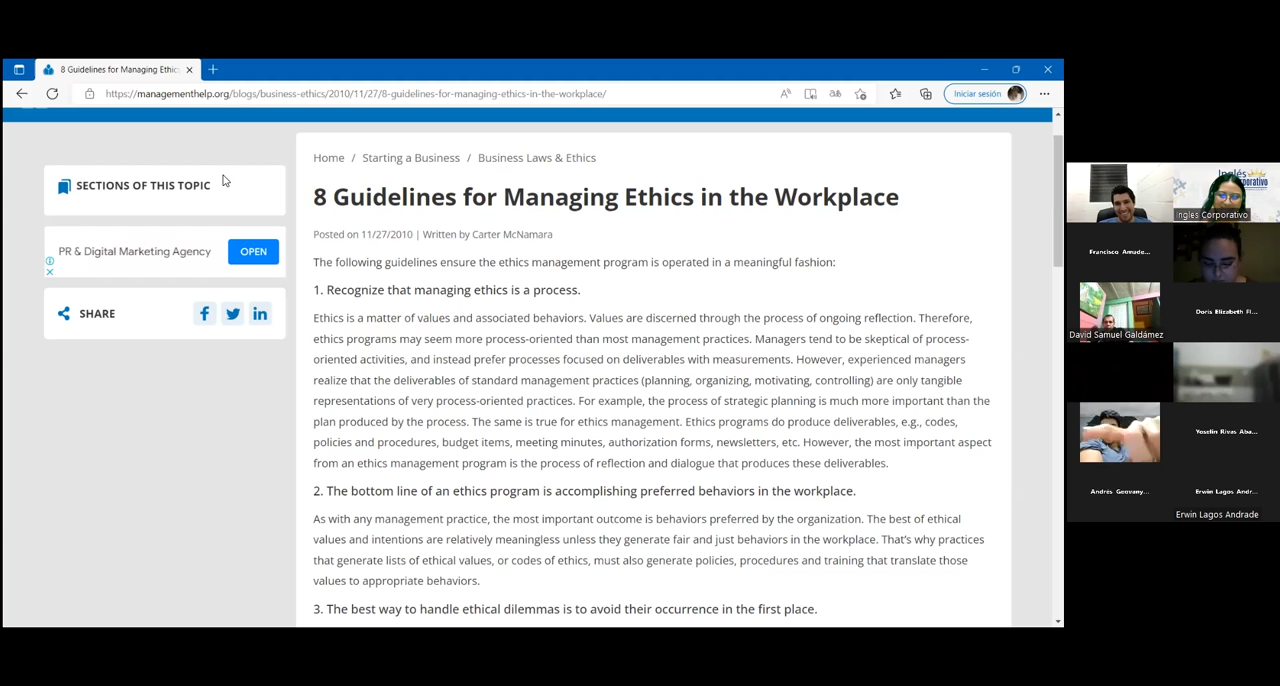 8 Guidelines for Managing Ethic
https://managementhelp.org/blogs/business-ethics/2010/11/27/8-guidelines-for-managing-ethics-in-the-workplace/
Iniciar sesión
SECTIONS OF THIS TOPIC
PR & Digital Marketing Agency
OPEN
SHARE
Home / Starting a Business / Business Laws & Ethics
8 Guidelines for Managing Ethics in the Workplace
Posted on 11/27/2010 | Written by Carter McNamara
The following guidelines ensure the ethics management program is operated in a meaningful fashion:
1. Recognize that managing ethics is a process.
Ethics is a matter of values and associated behaviors. Values are discerned through the process of ongoing reflection. Therefore,
ethics programs may seem more process-oriented than most management practices. Managers tend to be skeptical of process-
oriented activities, and instead prefer processes focused on deliverables with measurements. However, experienced managers
realize that the deliverables of standard management practices (planning, organizing, motivating, controlling) are only tangible
representations of very process-oriented practices. For example, the process of strategic planning is much more important than the
plan produced by the process. The same is true for ethics management. Ethics programs do produce deliverables, e.g., codes,
policies and procedures, budget items, meeting minutes, authorization forms, newsletters, etc. However, the most important aspect
from an ethics management program is the process of reflection and dialogue that produces these deliverables.
2. The bottom line of an ethics program is accomplishing preferred behaviors in the workplace.
As with any management practice, the most important outcome is behaviors preferred by the organization. The best of ethical
values and intentions are relatively meaningless unless they generate fair and just behaviors in the workplace. That's why practices
that generate lists of ethical values, or codes of ethics, must also generate policies, procedures and training that translate those
values to appropriate behaviors.
3. The best way to handle ethical dilemmas is to avoid their occurrence in the first place.
Inglés
Ingles Corporativo
Francisco Amade...
David Samuel Galdámez
Doris Elizabeth Fl...
Yoselin Rivas Aba...
Andrés Geovany...
Erwin Lagos Andr...
Erwin Lagos Andrade